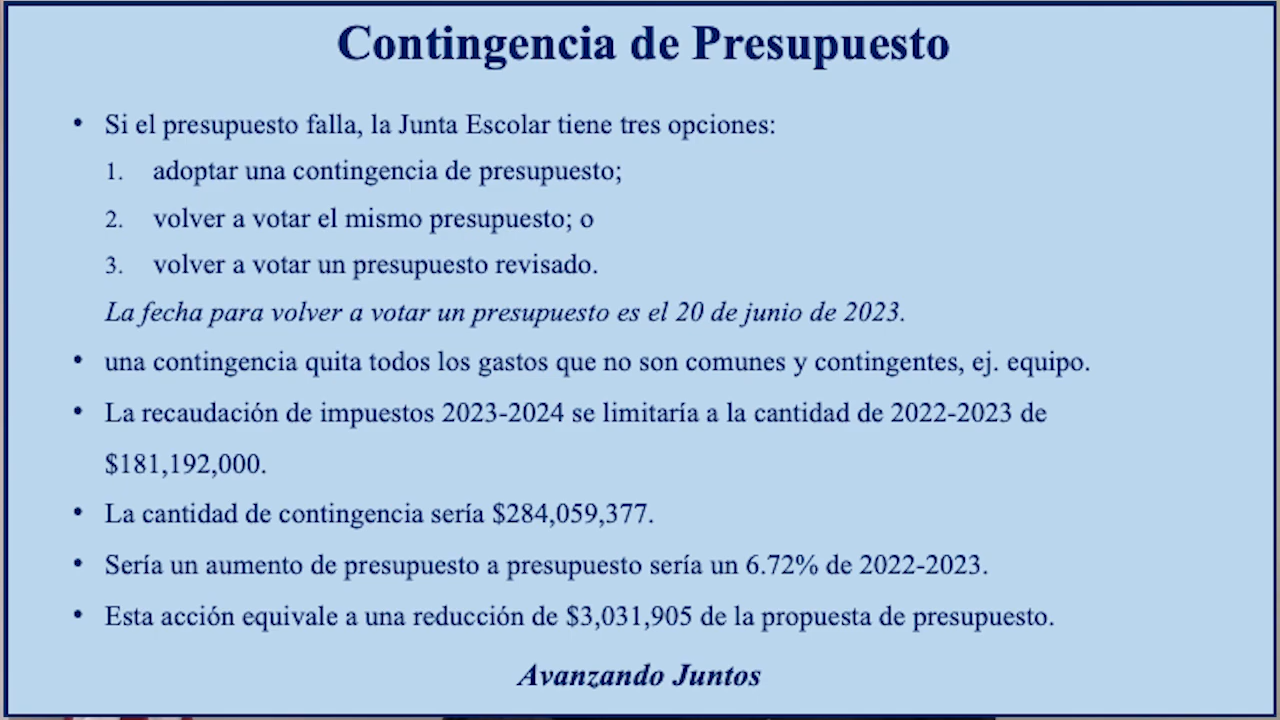 Contingencia de Presupuesto
• Si el presupuesto falla, la Junta Escolar tiene tres opciones:
1. adoptar una contingencia de presupuesto;
2. volver a votar el mismo presupuesto; o
3. volver a votar un presupuesto revisado.
La fecha para volver a votar un presupuesto es el 20 de junio de 2023.
• una contingencia quita todos los gastos que no son comunes y contingentes, ej. equipo.
• La recaudación de impuestos 2023-2024 se limitaría a la cantidad de 2022-2023 de
$181,192,000.
• La cantidad de contingencia sería $284,059,377.
• Sería un aumento de presupuesto a presupuesto sería un 6.72% de 2022-2023.
• Esta acción equivale a una reducción de $3,031,905 de la propuesta de presupuesto.
Avanzando Juntos